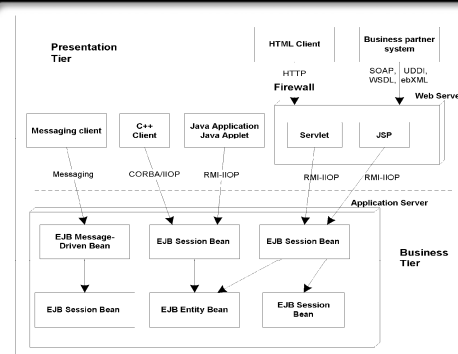 Presentation
Tier
HTML Client
Business partner
system
HTTP
Firewall
SOAP, UDDI,
WSDL, ebXML
Web Serve
Messaging client
C++
Client
Java Application
Java Applet
Servlet
JSP
Messaging
CORBA/IIOP
RMI-IIOP
RMI-IIOP
RMI-IIOP
Application Server
EJB Message-
Driven Bean
EJB Session Bean
EJB Session Bean
Business
Tier
EJB Session Bean
EJB Entity Bean
EJB Session
Bean